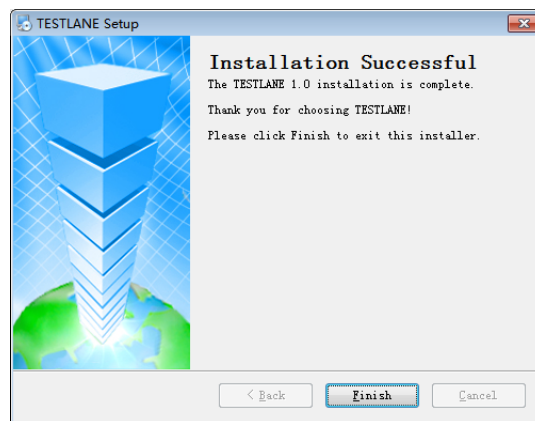 TESTLANE Setup
Installation Successful
The TESTLANE 1.0 installation is complete.
Thank you for choosing TESTLANE!
Please click Finish to exit this installer.
< Back
Finish
Cancel